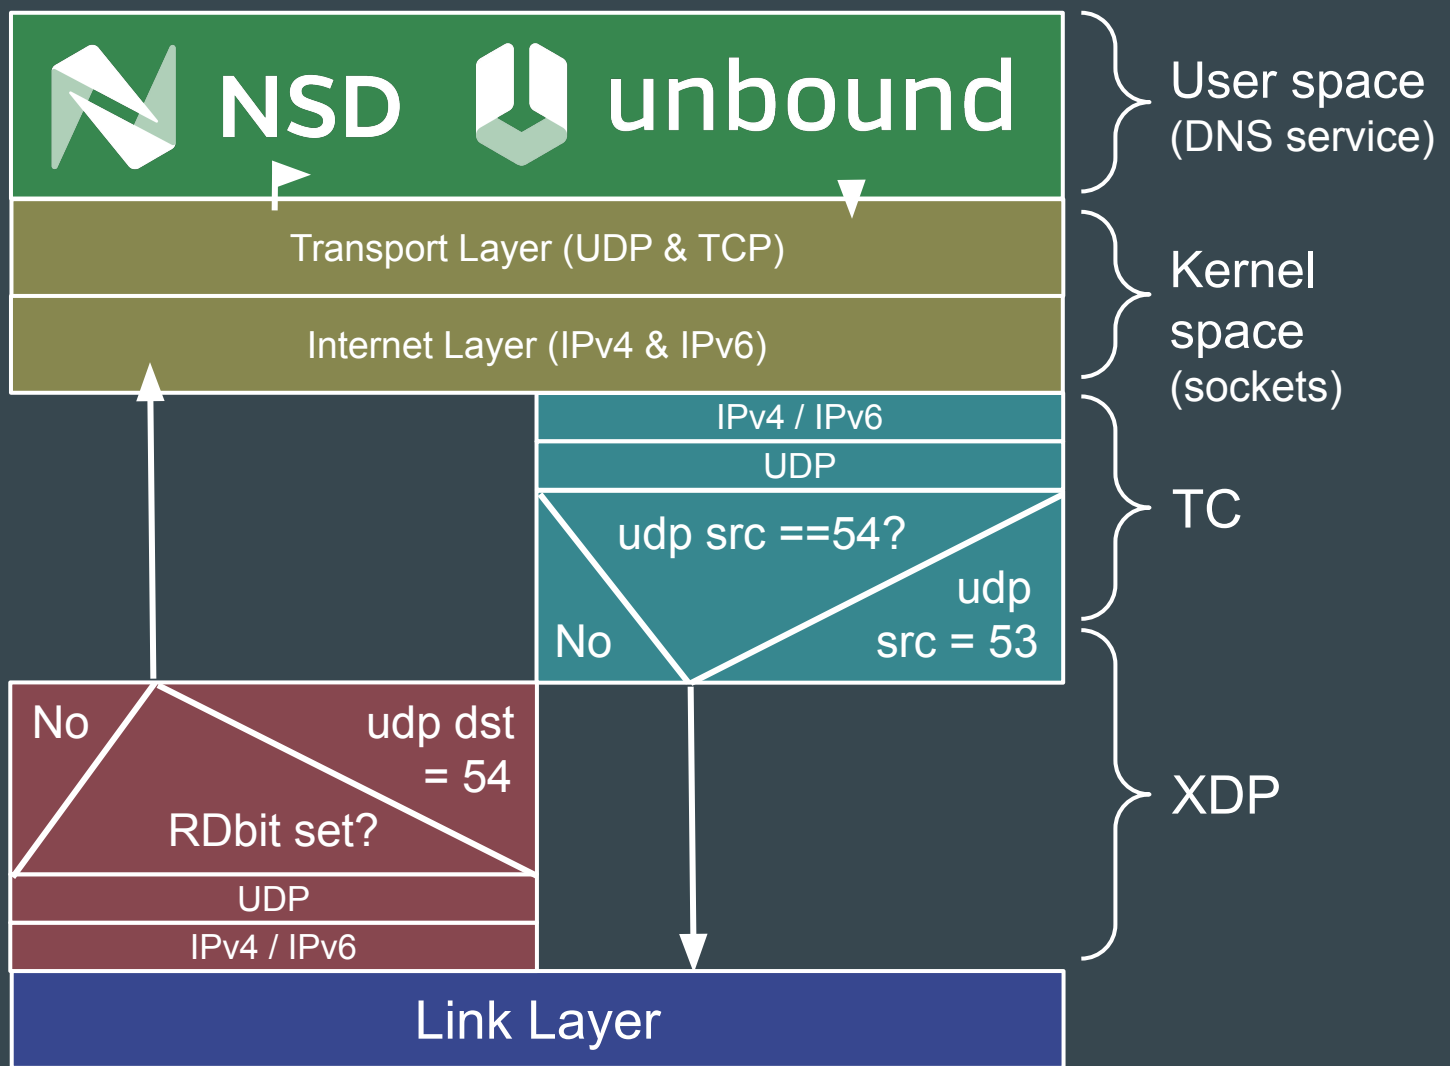 NSD
unbound
User space
(DNS service)
Transport Layer (UDP & TCP)
Internet Layer (IPv4 & IPv6)
Kernel
space
(sockets)
IPv4 / IPv6
UDP
udp src ==54?
No
udp
src = 53
TC
No
udp dst
= 54
RDbit set?
UDP
IPv4 / IPv6
XDP
Link Layer